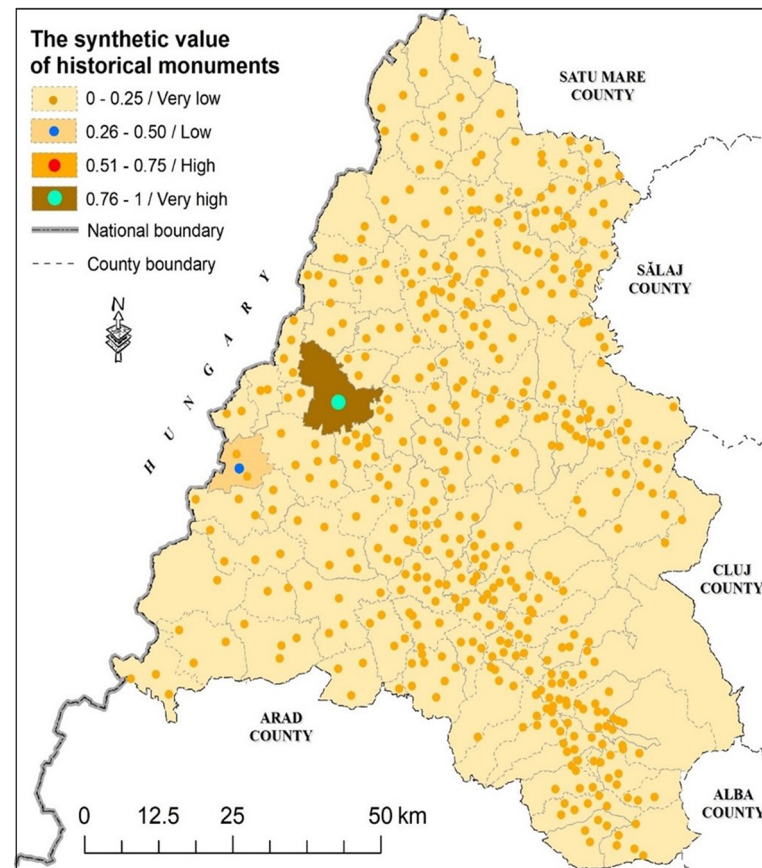 The synthetic value
of historical monuments
0 - 0.25 / Very low
0.26 - 0.50 / Low
0.51 - 0.75 / High
0.76 - 1 / Very high
National boundary
County boundary
N
HUNGARY
SATU MARE
COUNTY
SĂLAJ
COUNTY
CLUJ
COUNTY
ARAD
COUNTY
ALBA
COUNTY
0 12.5 25 50 km